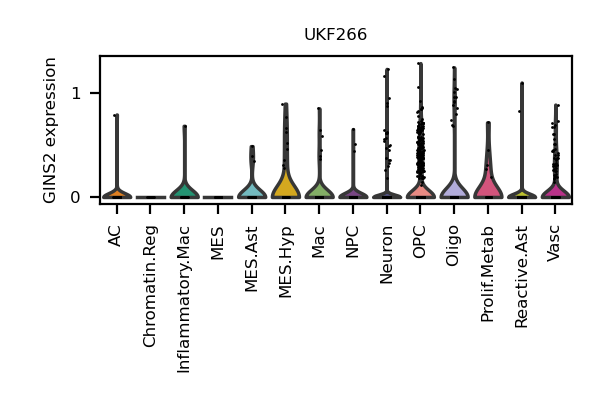 UKF266
GINS2 expression
1
0
AC
Chromatin.Reg
Inflammatory.Mac
MES
MES.Ast
MES.Hyp
Mac
NPC
Neuron
OPC
Oligo
Prolif.Metab
Reactive.Ast
Vasc